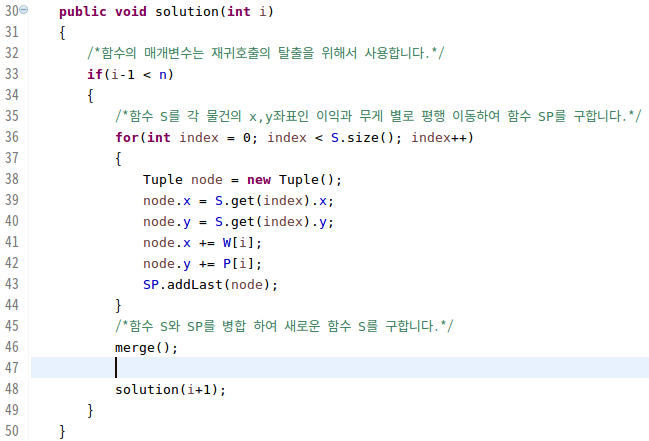 30 public void solution(int i)
31 {
32 /*함수의 매개변수는 재귀호출의 탈출을 위해서 사용합니다.*/
33 if(i-1 < n)
34 {
35 /*함수 S를 각 물건의 x,y좌표인 이익과 무게 별로 평행 이동하여 함수 SP를 구합니다.*/
36 for(int index = 0; index < S.size(); index++)
37 {
38 Tuple node = new Tuple();
39 node.x = S.get(index).x;
40 node.y = S.get(index).y;
41 node.x += W[i];
42 node.y += P[i];
43 SP.addLast(node);
44 }
45 /*함수 S와 SP를 병합 하여 새로운 함수 S를 구합니다.*/
46 merge();
47
48 solution(i+1);
49 }
50 }